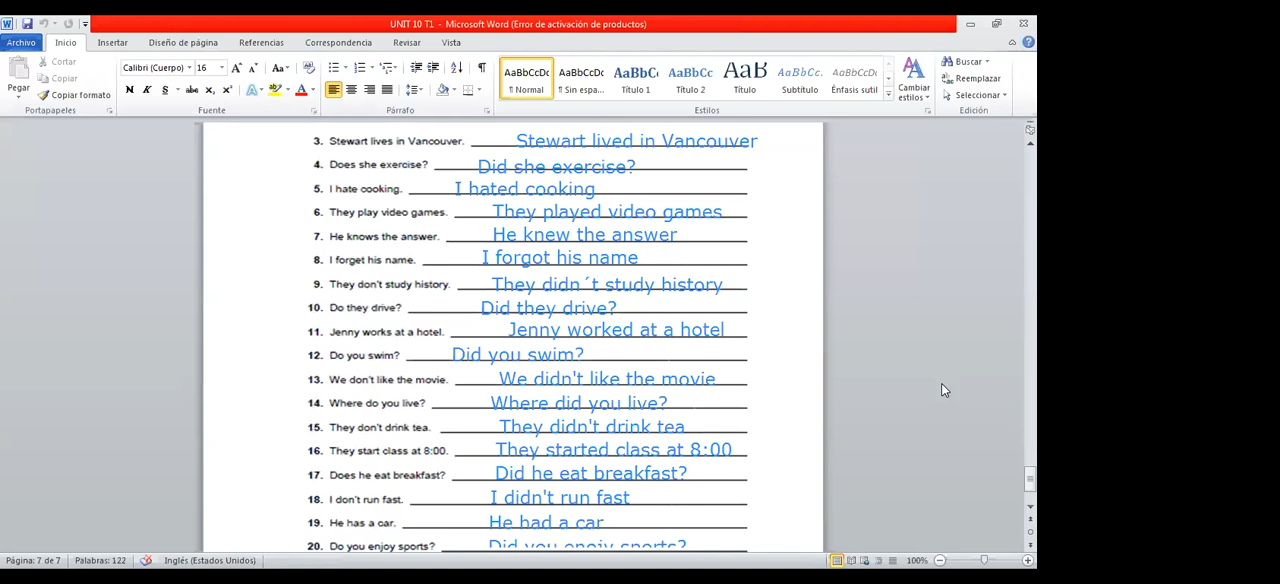 UNIT 10 T1 - Microsoft Word (Error de activación de productos)
Archivo Inicio Insertar Diseño de página Referencias Correspondencia Revisar Vista
Pegar
Cortar
Copiar
Copiar formato
Portapapeles
Calibri (Cuerpo) 16
Fuente
Párrafo
AaBbCcDc AaBbCcDc AaBbC AaBbCc AaB AaBbCc. AaBbCcDc
¶ Normal ¶ Sin espa... Título 1 Título 2 Título Subtítulo Énfasis sutil
Estilos
Cambiar estilos
Buscar
Reemplazar
Seleccionar
Edición
3. Stewart lives in Vancouver. Stewart lived in Vancouver
4. Does she exercise? Did she exercise?
5. I hate cooking. I hated cooking
6. They play video games. They played video games
7. He knows the answer. He knew the answer
8. I forget his name. I forgot his name
9. They don't study history. They didn´t study history
10. Do they drive? Did they drive?
11. Jenny works at a hotel. Jenny worked at a hotel
12. Do you swim? Did you swim?
13. We don't like the movie. We didn't like the movie
14. Where do you live? Where did you live?
15. They don't drink tea. They didn't drink tea
16. They start class at 8:00. They started class at 8:00
17. Does he eat breakfast? Did he eat breakfast?
18. I don't run fast. I didn't run fast
19. He has a car. He had a car
20. Do you enjoy sports? Did you enjoy sports?
Página: 7 de 7 Palabras: 122 Inglés (Estados Unidos) 100%